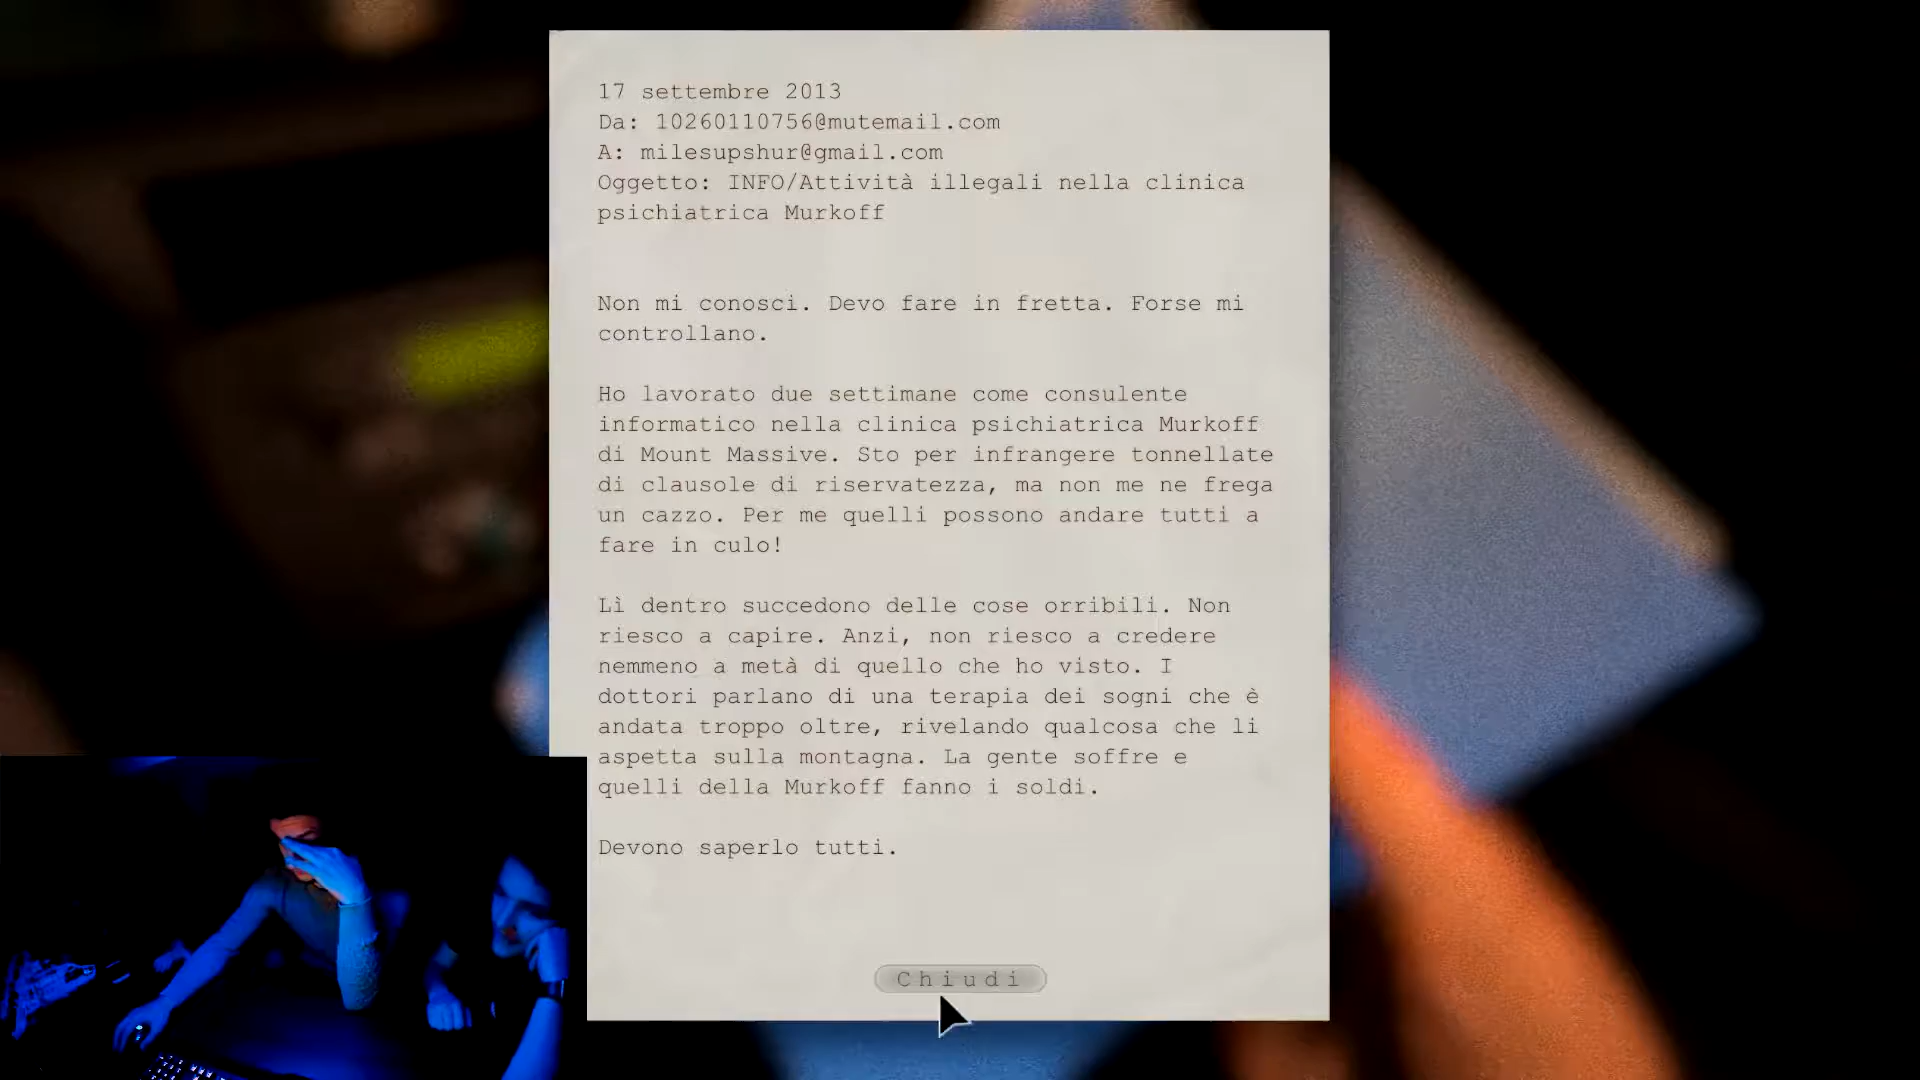 17 settembre 2013
Da: 10260110756@mutemail.com
A: milesupshur@gmail.com
Oggetto: INFO/Attività illegali nella clinica
psichiatrica Murkoff
Non mi conosci. Devo fare in fretta. Forse mi
controllano.
Ho lavorato due settimane come consulente
informatico nella clinica psichiatrica Murkoff
di Mount Massive. Sto per infrangere tonnellate
di clausole di riservatezza, ma non me ne frega
un cazzo. Per me quelli possono andare tutti a
fare in culo!
Lì dentro succedono delle cose orribili. Non
riesco a capire. Anzi, non riesco a credere
nemmeno a metà di quello che ho visto. I
dottori parlano di una terapia dei sogni che è
andata troppo oltre, rivelando qualcosa che li
aspetta sulla montagna. La gente soffre e
quelli della Murkoff fanno i soldi.
Devono saperlo tutti.
Chiudi